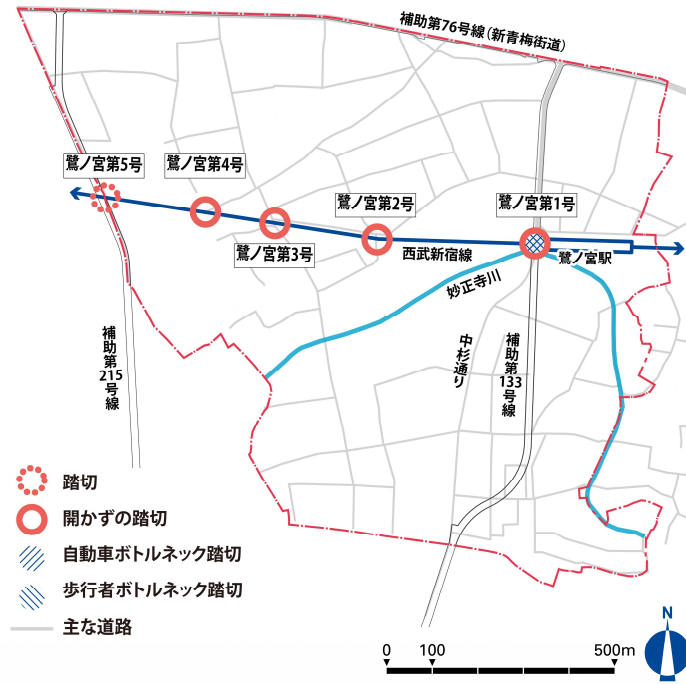 補助第76号線（新青梅街道）
鷺ノ宮第5号
鷺ノ宮第4号
鷺ノ宮第2号
鷺ノ宮第1号
鷺ノ宮第3号
西武新宿線
鷺ノ宮駅
妙正寺川
補助第215号線
中杉通り
補助第133号線
踏切
開かずの踏切
自動車ボトルネック踏切
歩行者ボトルネック踏切
主な道路
0 100 500m
N